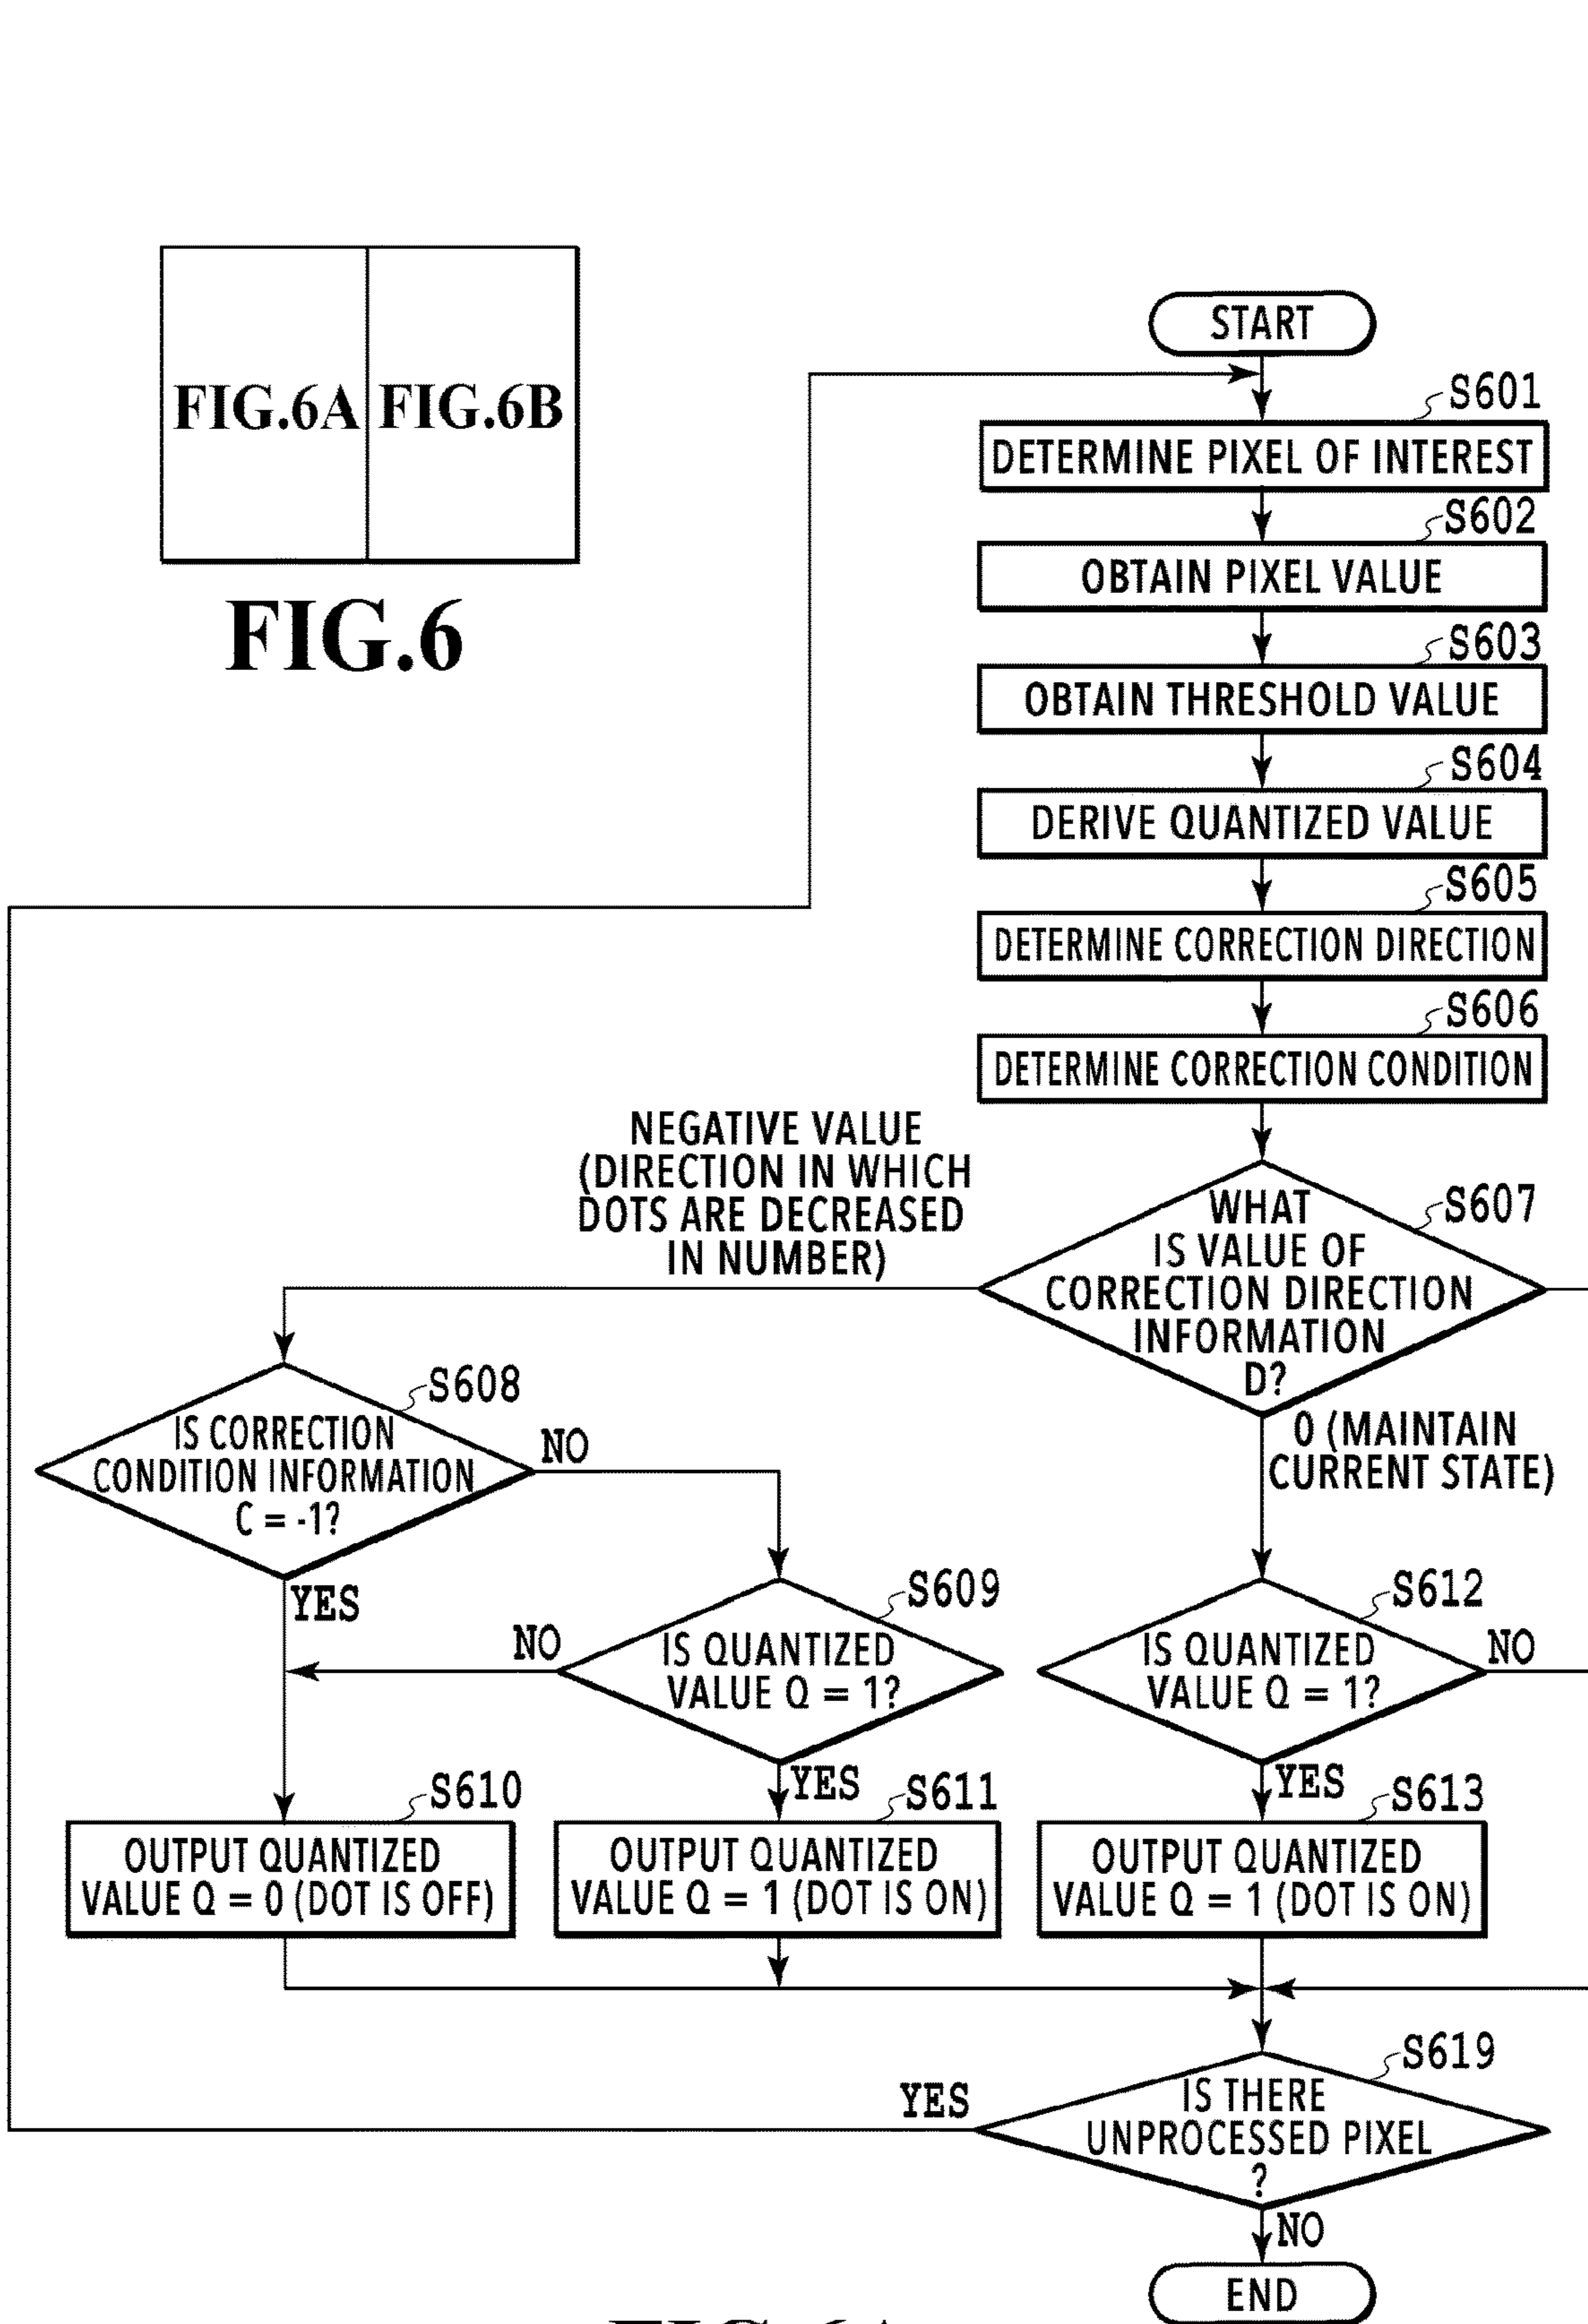 FIG.6A
FIG.6B
FIG.6
START
S601
DETERMINE PIXEL OF INTEREST
S602
OBTAIN PIXEL VALUE
S603
OBTAIN THRESHOLD VALUE
S604
DERIVE QUANTIZED VALUE
S605
DETERMINE CORRECTION DIRECTION
S606
DETERMINE CORRECTION CONDITION
NEGATIVE VALUE
(DIRECTION IN WHICH
DOTS ARE DECREASED
IN NUMBER)
S607
WHAT
IS VALUE OF
CORRECTION DIRECTION
INFORMATION
D?
0 (MAINTAIN
CURRENT STATE)
S608
IS CORRECTION
CONDITION INFORMATION
C = -1?
NO
YES
S609
IS QUANTIZED
VALUE Q = 1?
NO
YES
S612
IS QUANTIZED
VALUE Q = 1?
NO
YES
S610
OUTPUT QUANTIZED
VALUE Q = 0 (DOT IS OFF)
S611
OUTPUT QUANTIZED
VALUE Q = 1 (DOT IS ON)
S613
OUTPUT QUANTIZED
VALUE Q = 1 (DOT IS ON)
S619
IS THERE
UNPROCESSED PIXEL
?
YES
NO
END